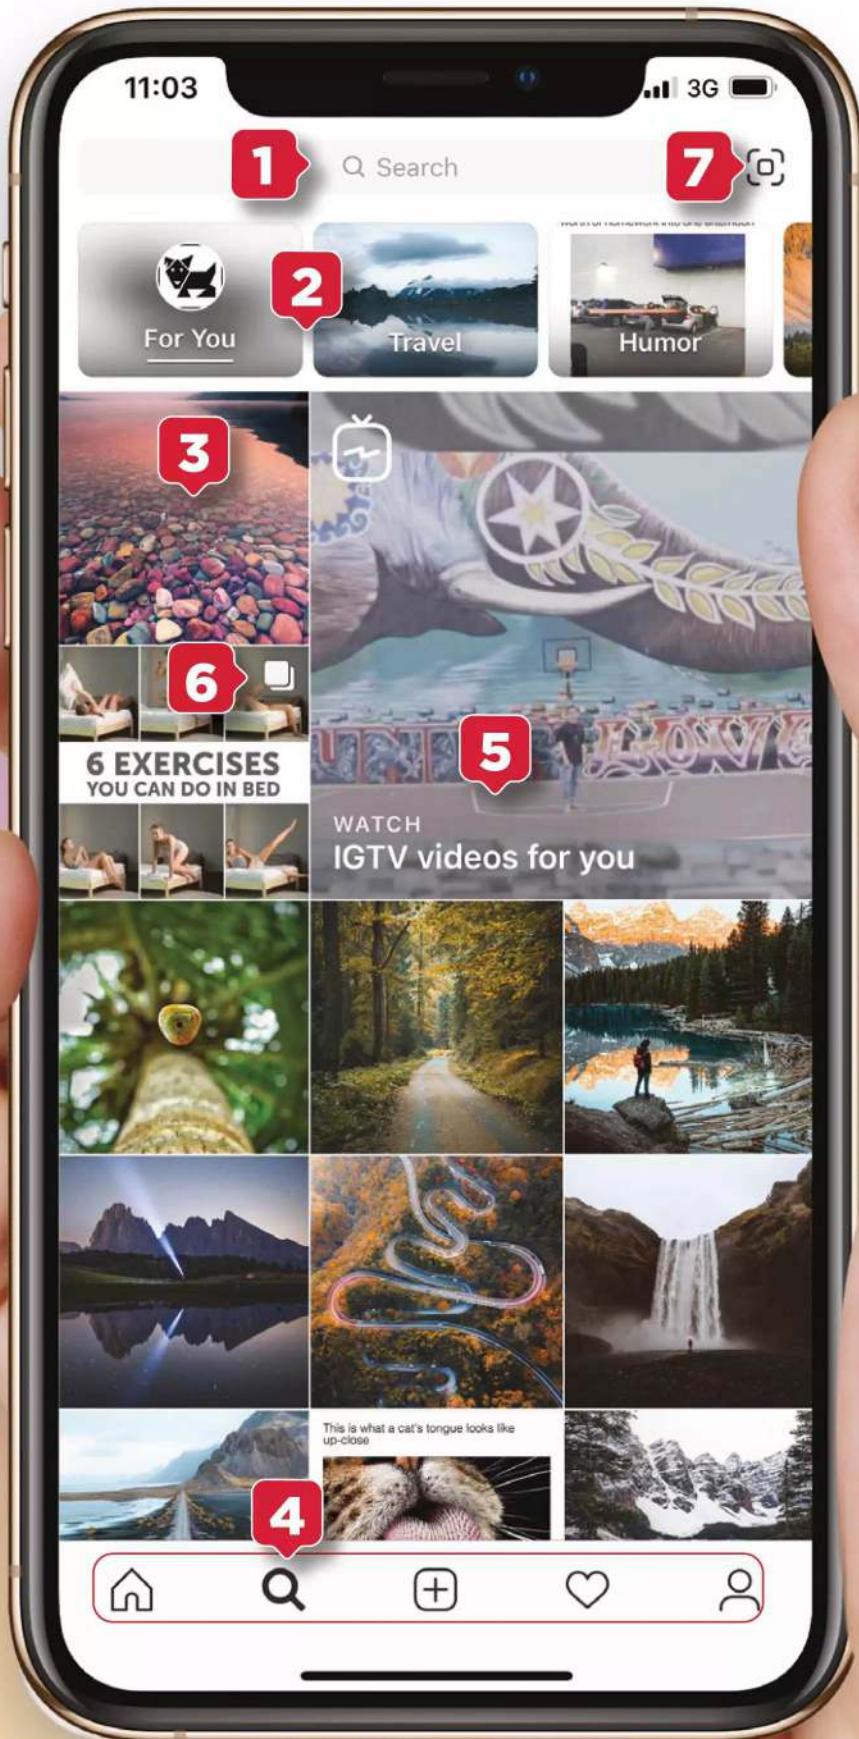 11:03
3G
1
Search
7
2
For You
Travel
Humor
3
6
6 EXERCISES
YOU CAN DO IN BED
5
WATCH
IGTV videos for you
This is what a cat's tongue looks like
up-close
4